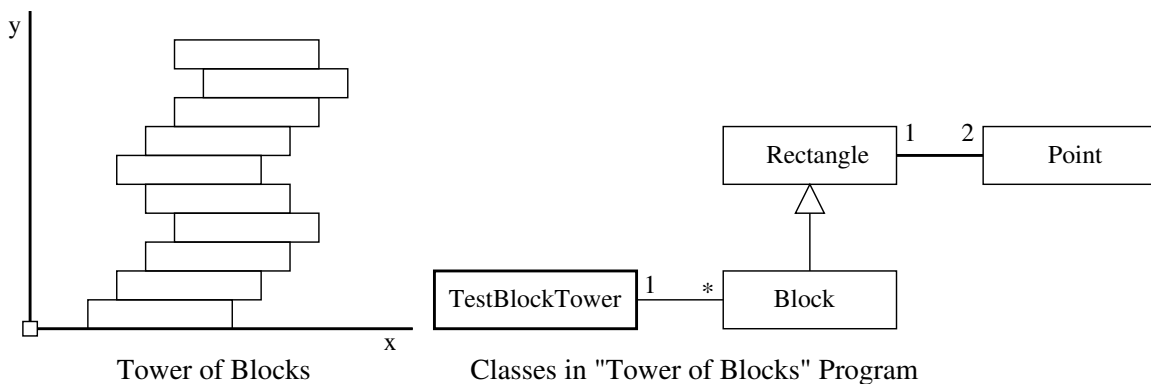 y
x
Tower of Blocks
Rectangle
1
2
Point
TestBlockTower
1
*
Block
Classes in "Tower of Blocks" Program